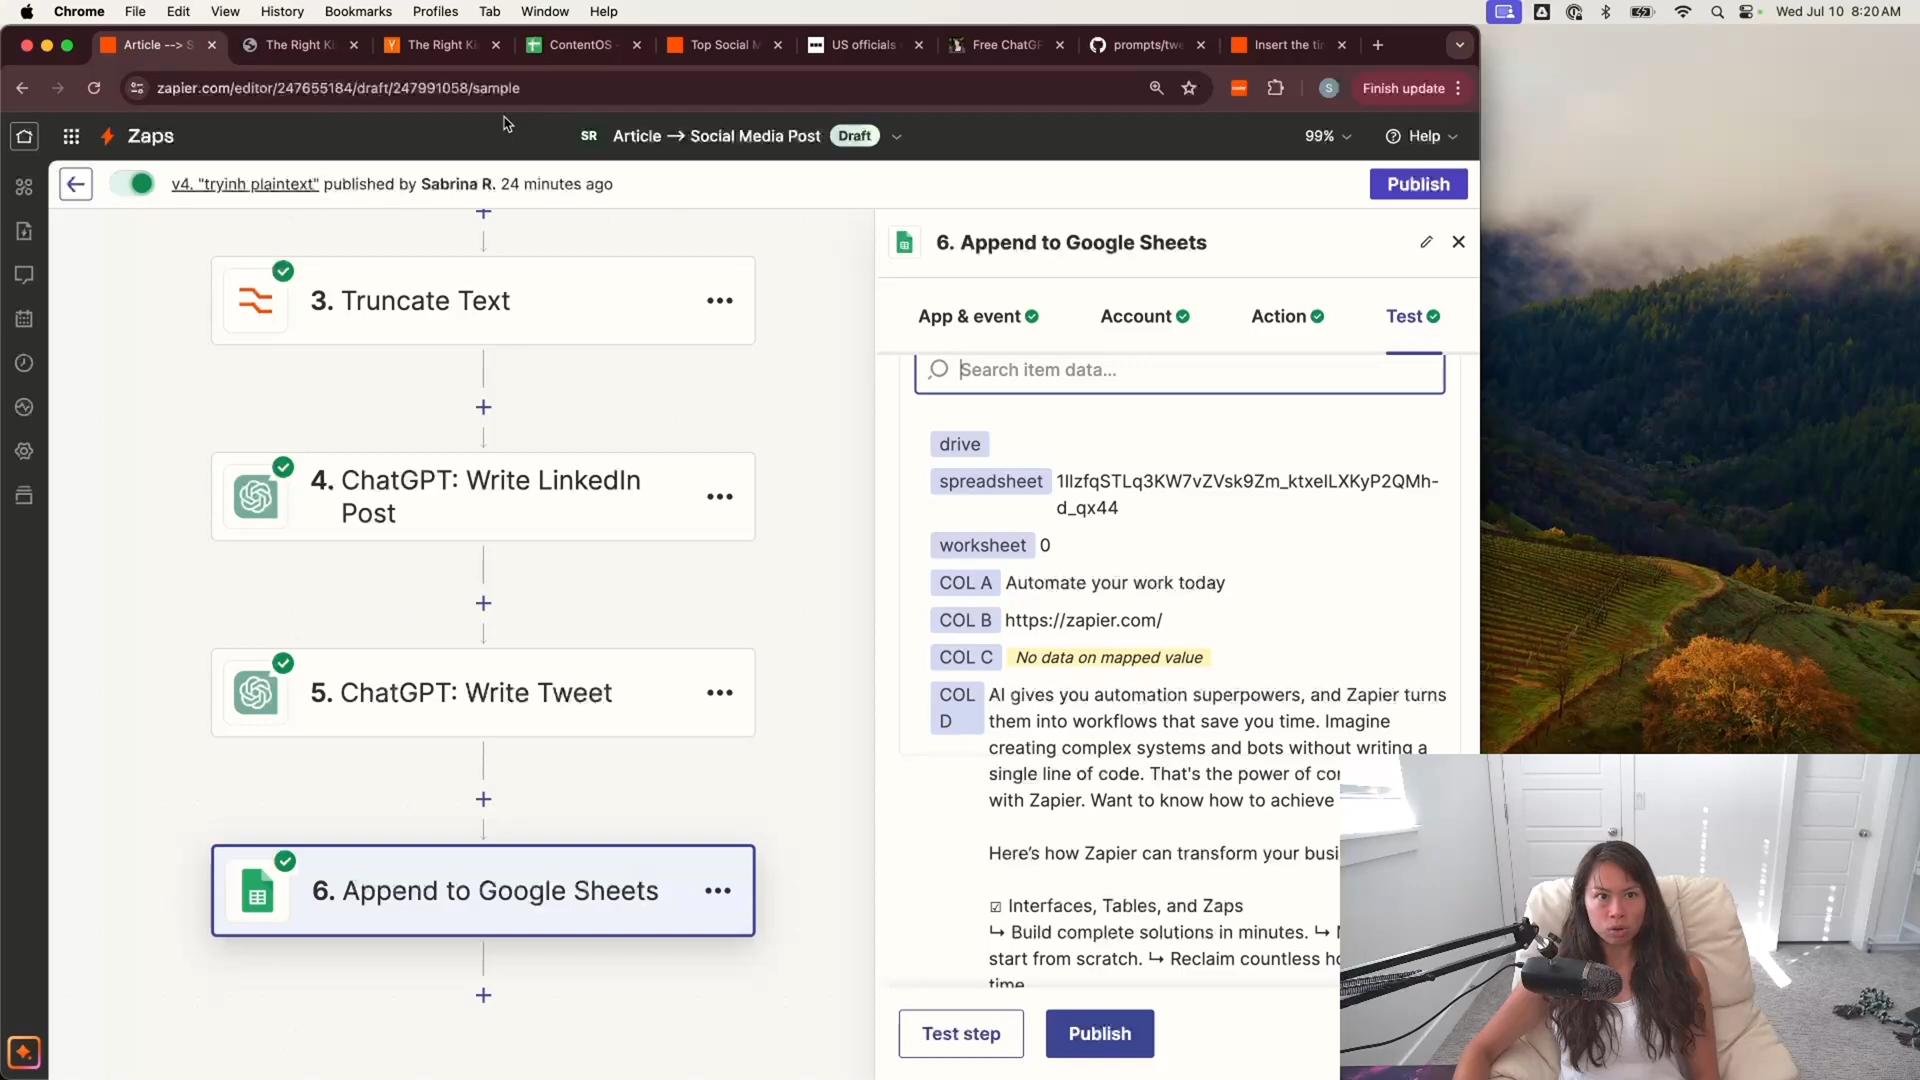 Chrome File Edit View History Bookmarks Profiles Tab Window Help Wed Jul 10 8:20 AM
Article --> S The Right Ki The Right Ki ContentOS - Top Social M US officials Free ChatGP prompts/twe Insert the tir
zapier.com/editor/247655184/draft/247991058/sample S Finish update
Zaps SR Article → Social Media Post Draft 99% Help
v4. "tryinh plaintext" published by Sabrina R. 24 minutes ago Publish
3. Truncate Text
4. ChatGPT: Write LinkedIn
Post
5. ChatGPT: Write Tweet
6. Append to Google Sheets
6. Append to Google Sheets
App & event Account Action Test
Search item data...
drive
spreadsheet 1IlzfqSTLq3KW7vZVsk9Zm_ktxelLXKyP2QMh-
d_qx44
worksheet 0
COL A Automate your work today
COL B https://zapier.com/
COL C No data on mapped value
COL D AI gives you automation superpowers, and Zapier turns
them into workflows that save you time. Imagine
creating complex systems and bots without writing a
single line of code. That's the power of
with Zapier. Want to know how to achieve
Here's how Zapier can transform your busi
☑ Interfaces, Tables, and Zaps
↳ Build complete solutions in minutes. ↳
start from scratch. ↳ Reclaim countless
time
Test step Publish